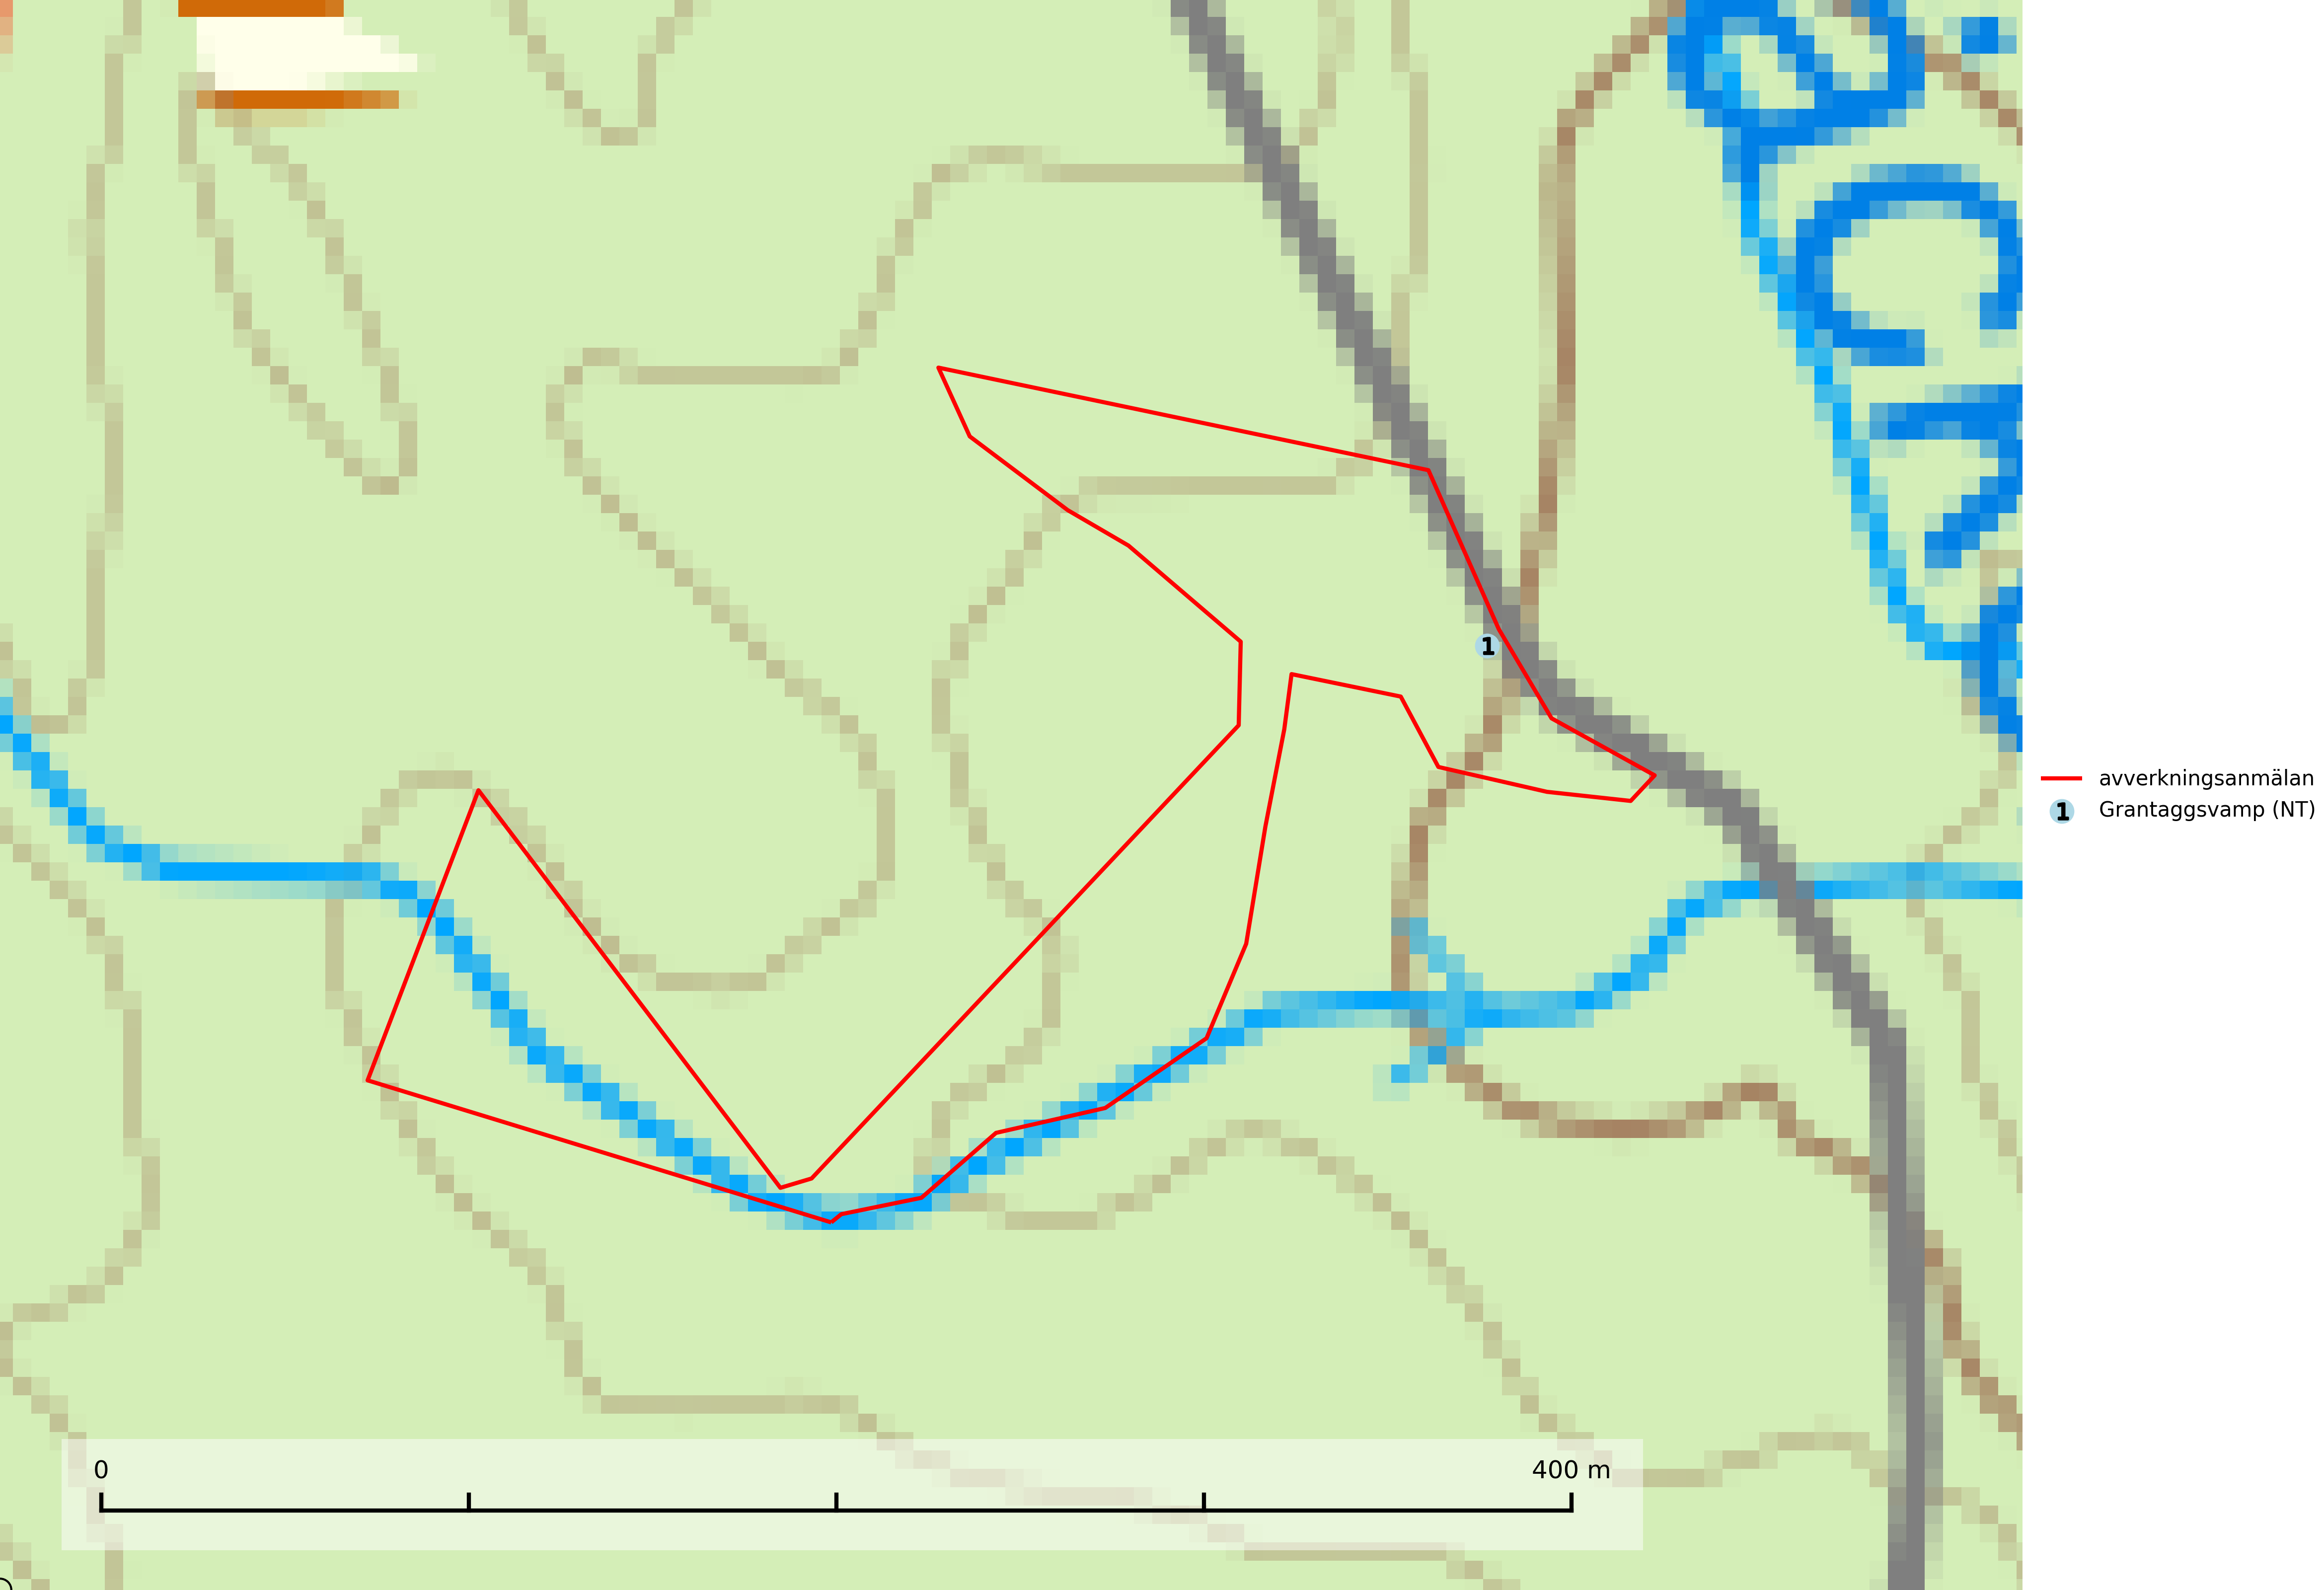 1
avverkningsanmälan
1 Grantaggsvamp (NT)
0 400 m